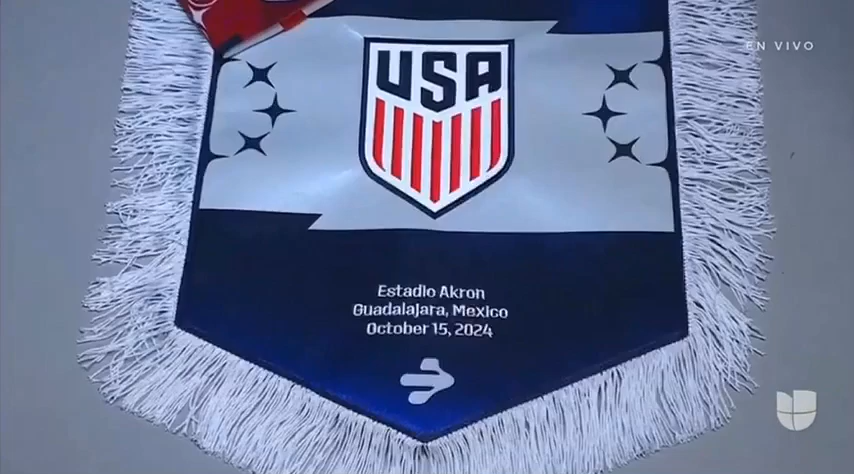 EN VIVO
USA
Estadio Akron
Guadalajara, Mexico
October 15, 2024